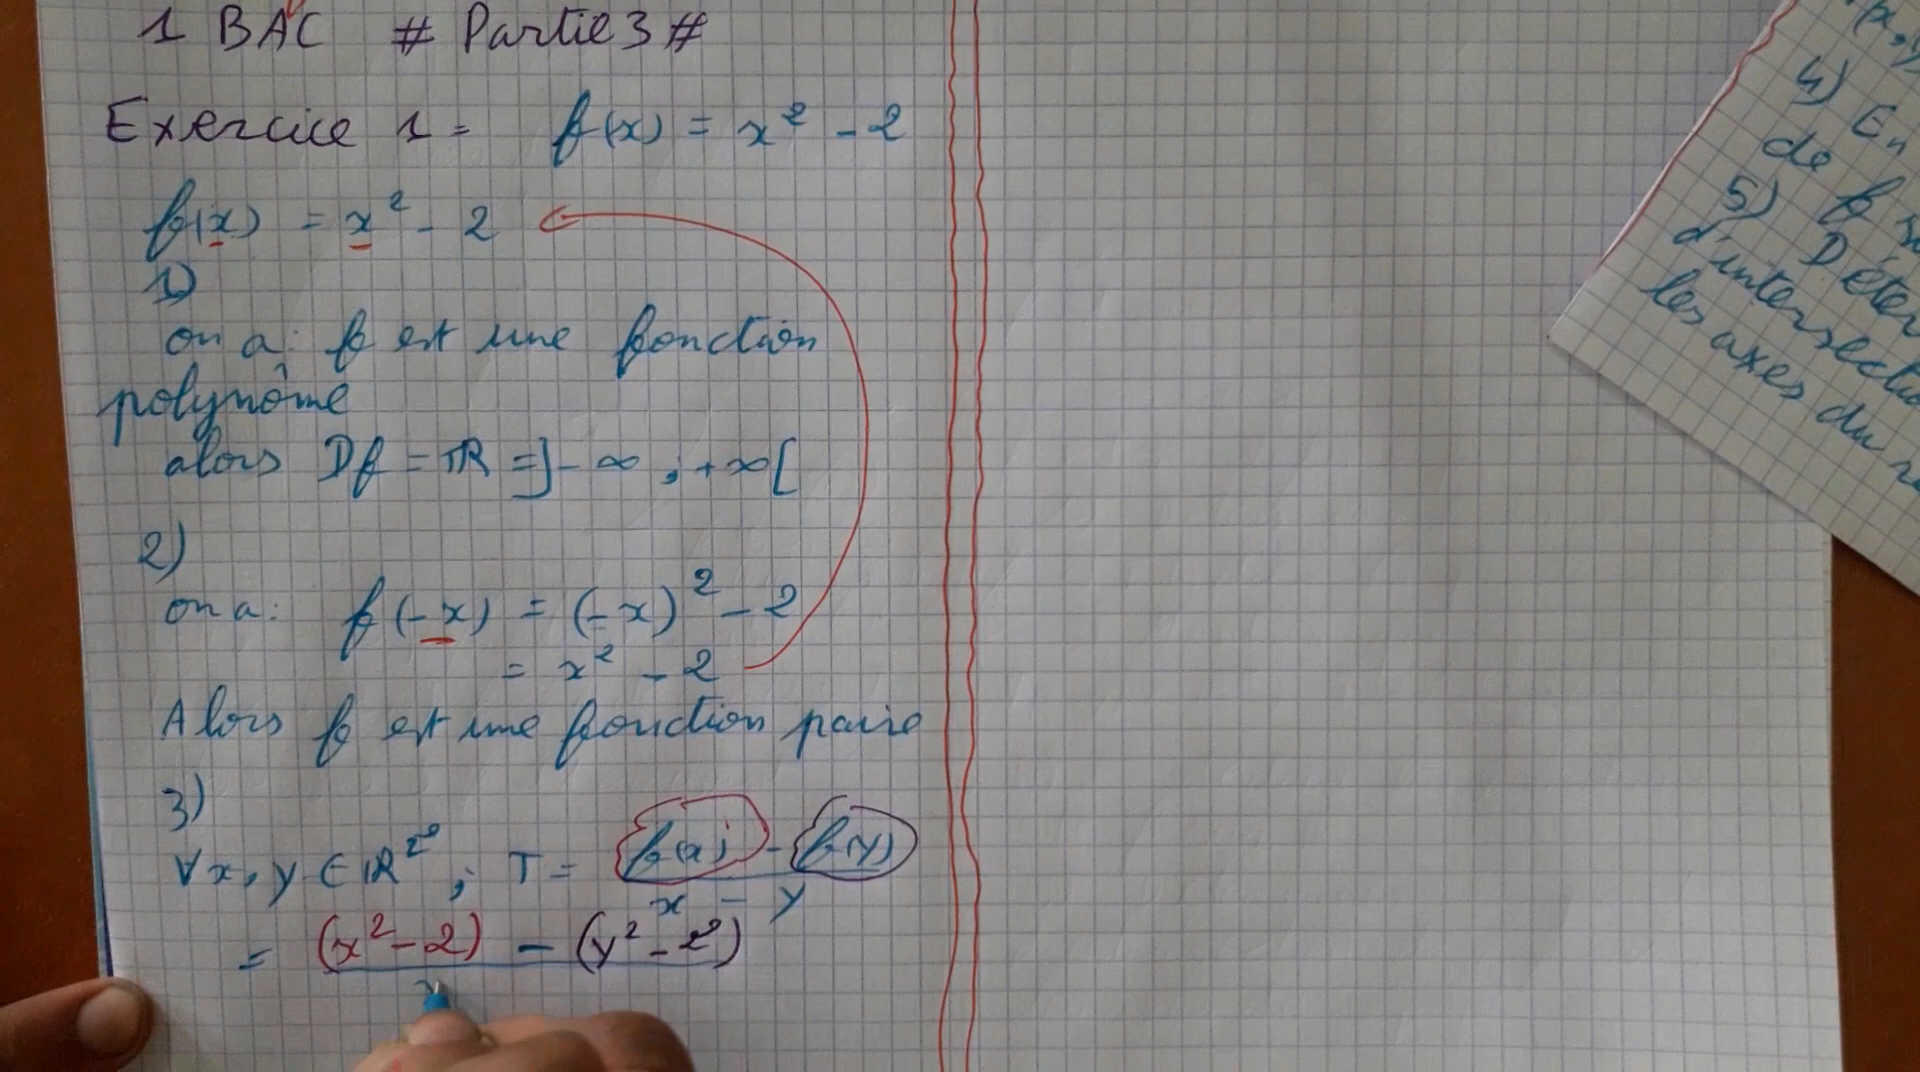 1 BAC # Partie 3 #
Exercice 1 = f(x) = x² - 2
f(x) = x² - 2
1)
on a: f est une fonction
polynôme
alors Df = IR = ]-∞ ; +∞[
2)
on a: f(-x) = (-x)² - 2
= x² - 2
Alors f est une fonction paire
3)
∀x, y ∈ IR² ; T = f(x) - f(y)
x - y
= (x² - 2) - (y² - 2)
4) En
de f
5) Déter
d'intersectio
les axes du re